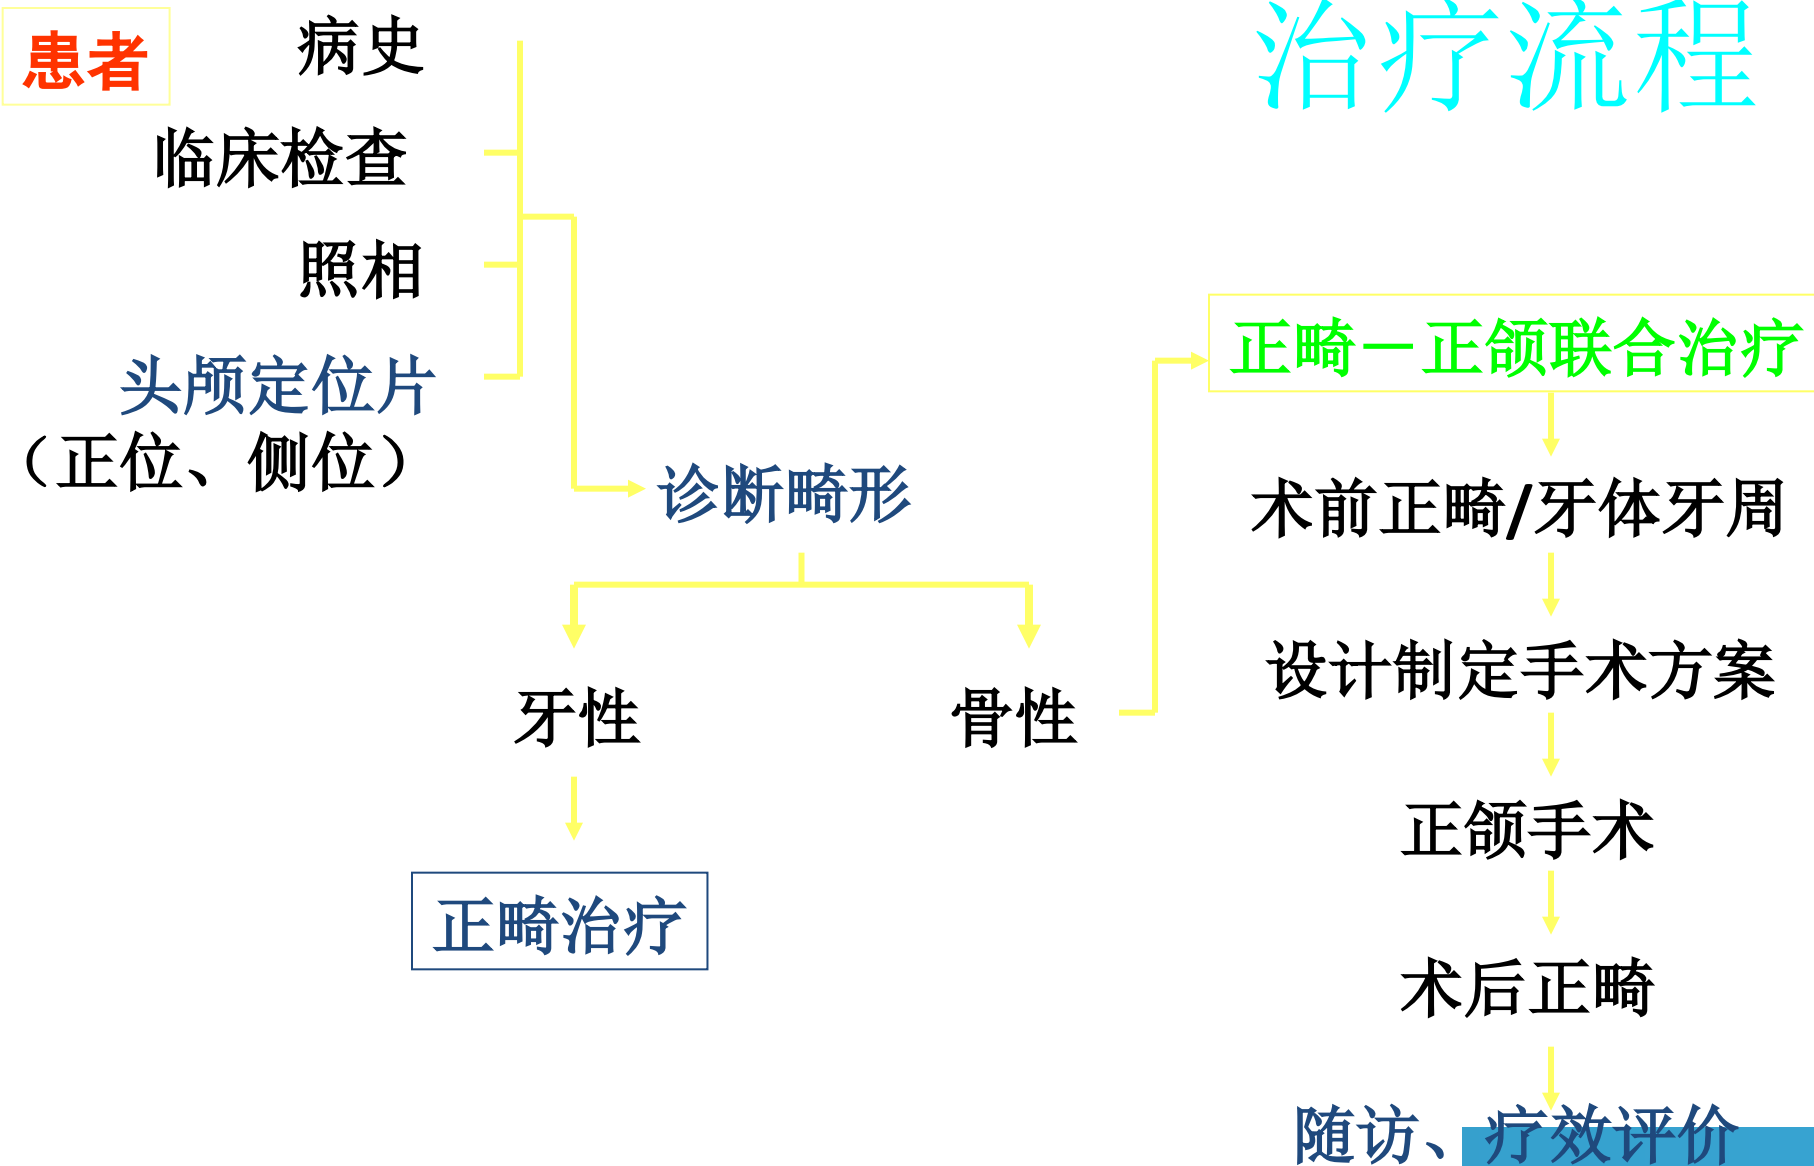 治疗流程
患者
病史
临床检查
照相
头颅定位片
（正位、侧位）
诊断畸形
牙性
骨性
正畸治疗
正畸－正颌联合治疗
术前正畸/牙体牙周
设计制定手术方案
正颌手术
术后正畸
随访、疗效评价